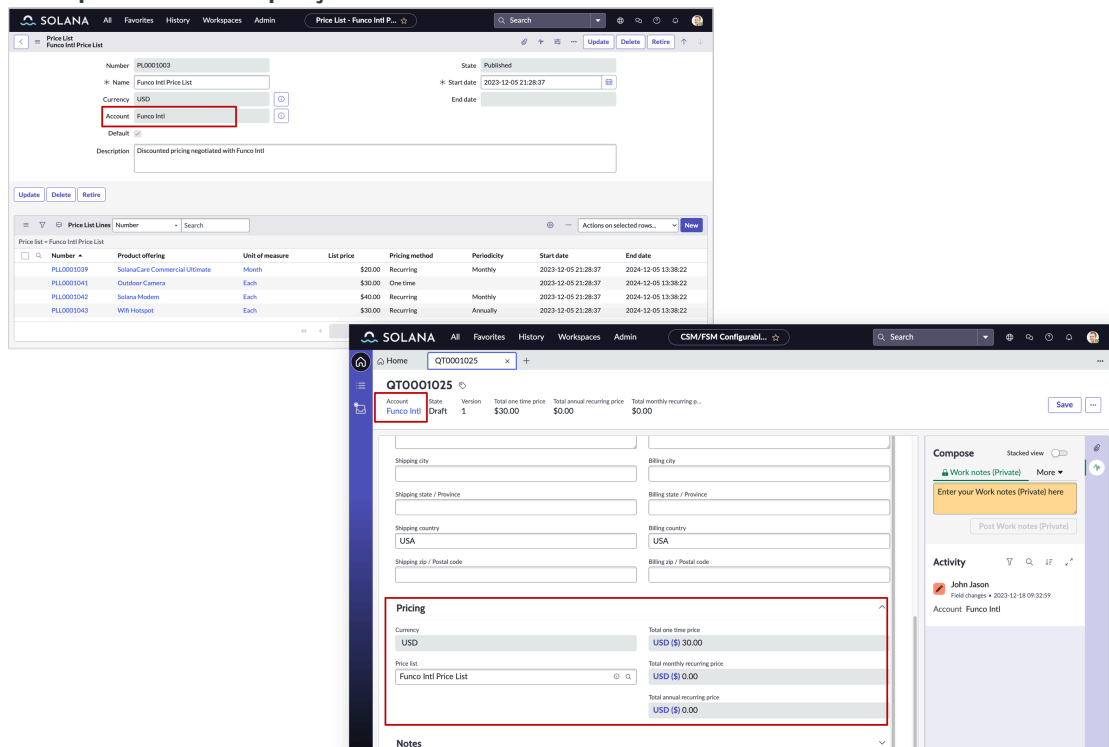 SOLANA All Favorites History Workspaces Admin Price List - Funco Intl P... ☆ Search
Price List
Funco Intl Price List
Update Delete Retire
Number PL0001003
State Published
* Name Funco Intl Price List
* Start date 2023-12-05 21:28:37
Currency USD
End date
Account Funco Intl
Default
Description Discounted pricing negotiated with Funco Intl
Update Delete Retire
Price List Lines Number Search Actions on selected rows... New
Price list = Funco Intl Price List
Number Product offering Unit of measure List price Pricing method Periodicity Start date End date
PLL0001039 SolanaCare Commercial Ultimate Month $20.00 Recurring Monthly 2023-12-05 21:28:37 2024-12-05 13:38:22
PLL0001041 Outdoor Camera Each $30.00 One time 2023-12-05 21:28:37 2024-12-05 13:38:22
PLL0001042 Solana Modem Each $40.00 Recurring Monthly 2023-12-05 21:28:37 2024-12-05 13:38:22
PLL0001043 Wifi Hotspot Each $30.00 Recurring Annually 2023-12-05 21:28:37 2024-12-05 13:38:22
SOLANA All Favorites History Workspaces Admin CSM/FSM Configurabl... ☆ Search
Home QT0001025 × +
QT0001025
Account State Version Total one time price Total annual recurring price Total monthly recurring p...
Funco Intl Draft 1 $30.00 $0.00 $0.00
Save
Shipping city
Billing city
Shipping state / Province
Billing state / Province
Shipping country
Billing country
USA
USA
Shipping zip / Postal code
Billing zip / Postal code
Pricing
Currency
Total one time price
USD
USD ($) 30.00
Price list
Total monthly recurring price
Funco Intl Price List
USD ($) 0.00
Total annual recurring price
USD ($) 0.00
Notes
Compose Stacked view
Work notes (Private) More
Enter your Work notes (Private) here
Post Work notes (Private)
Activity
John Jason
Field changes • 2023-12-18 09:32:59
Account Funco Intl